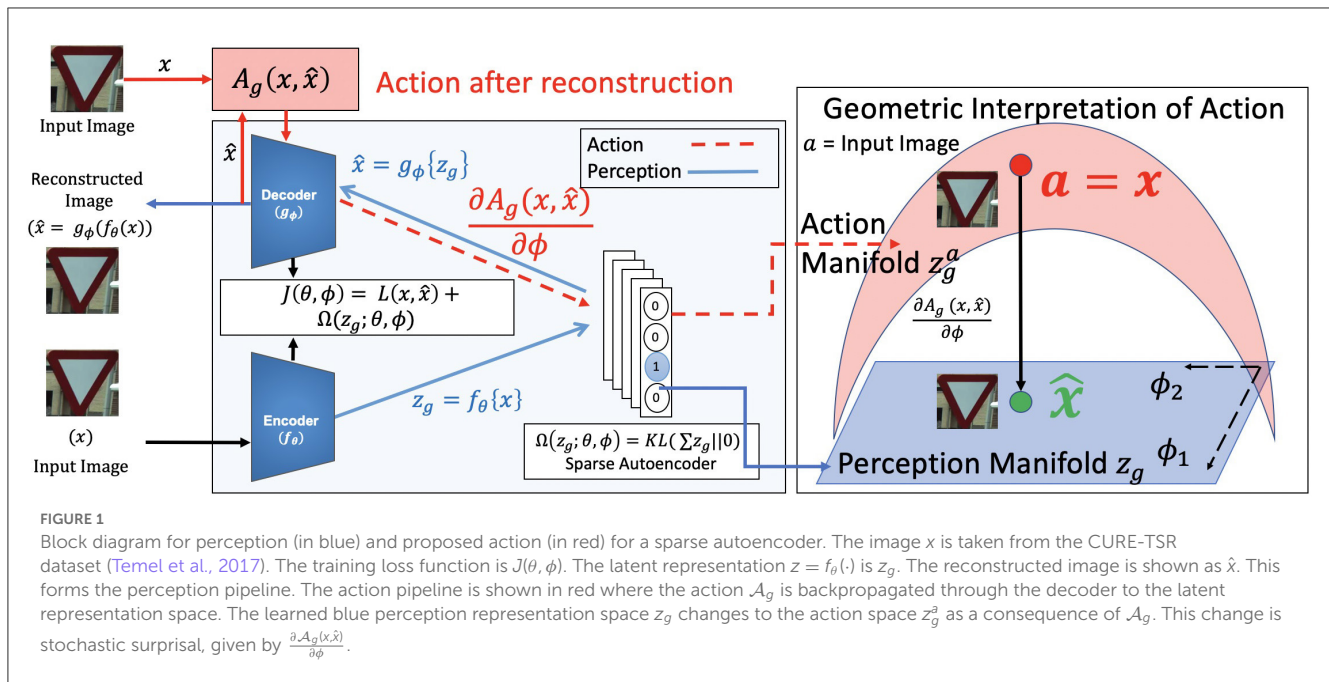 x
Input Image
A_g(x, x̂)
Action after reconstruction
x̂
Reconstructed
Image
(x̂ = g_ϕ(f_θ(x))
Decoder
(g_ϕ)
x̂ = g_ϕ{z_g}
Action
Perception
∂A_g(x, x̂)
∂ϕ
J(θ, ϕ) = L(x, x̂) +
Ω(z_g; θ, ϕ)
0
0
1
0
z_g = f_θ{x}
Encoder
(f_θ)
(x)
Input Image
Ω(z_g; θ, ϕ) = KL(∑z_g||0)
Sparse Autoencoder
Geometric Interpretation of Action
a = Input Image
a = x
Action
Manifold z_g^a
∂A_g (x, x̂)
∂ϕ
x̂
ϕ_2
ϕ_1
Perception Manifold z_g
FIGURE 1
Block diagram for perception (in blue) and proposed action (in red) for a sparse autoencoder. The image x is taken from the CURE-TSR
dataset (Temel et al., 2017). The training loss function is J(θ, ϕ). The latent representation z = f_θ(·) is z_g. The reconstructed image is shown as x̂. This
forms the perception pipeline. The action pipeline is shown in red where the action 𝒜_g is backpropagated through the decoder to the latent
representation space. The learned blue perception representation space z_g changes to the action space z_g^a as a consequence of 𝒜_g. This change is
stochastic surprisal, given by ∂𝒜_g(x,x̂)/∂ϕ.